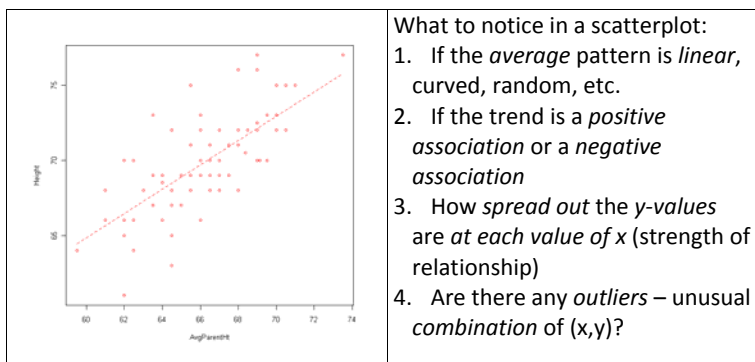 What to notice in a scatterplot:
1. If the average pattern is linear,
curved, random, etc.
2. If the trend is a positive
association or a negative
association
3. How spread out the y-values
are at each value of x (strength of
relationship)
4. Are there any outliers – unusual
combination of (x,y)?
Height
75
70
65
60 62 64 66 68 70 72 74
AvgParentHt